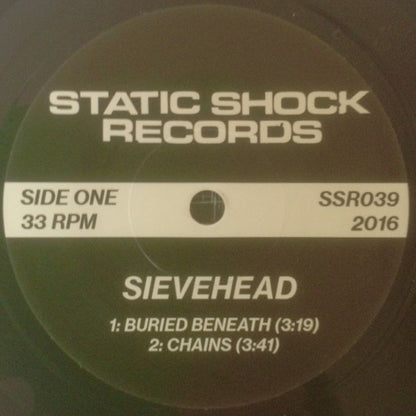 STATIC SHOCK
RECORDS
SIDE ONE
33 RPM
SSR039
2016
SIEVEHEAD
1: BURIED BENEATH (3:19)
2: CHAINS (3:41)